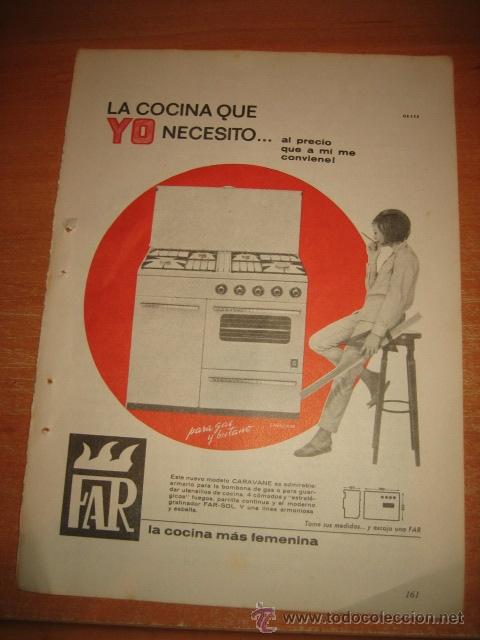 LA COCINA QUE
YO NECESITO... al precio
que a mí me
conviene!
para gas
y butano
CARAVANE
Este nuevo modelo CARAVANE es admirable:
armario para la bombona de gas o para guar-
dar utensilios de cocina, 4 cómodos y "estraté-
gicos" fuegos, parrilla continua y el moderno
gratinador FAR-SOL. Y una línea armoniosa
y esbelta.
Tome sus medidas... y escoja una FAR
FAR
la cocina más femenina
161
www.todocoleccion.net